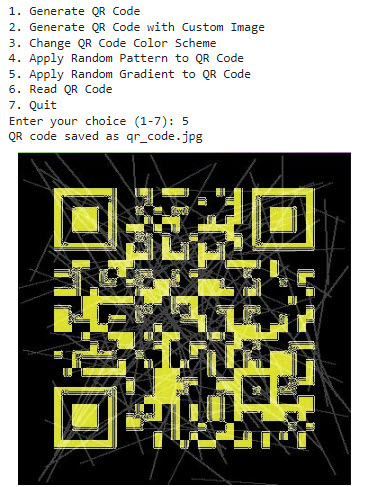 1. Generate QR Code
2. Generate QR Code with Custom Image
3. Change QR Code Color Scheme
4. Apply Random Pattern to QR Code
5. Apply Random Gradient to QR Code
6. Read QR Code
7. Quit
Enter your choice (1-7): 5
QR code saved as qr_code.jpg